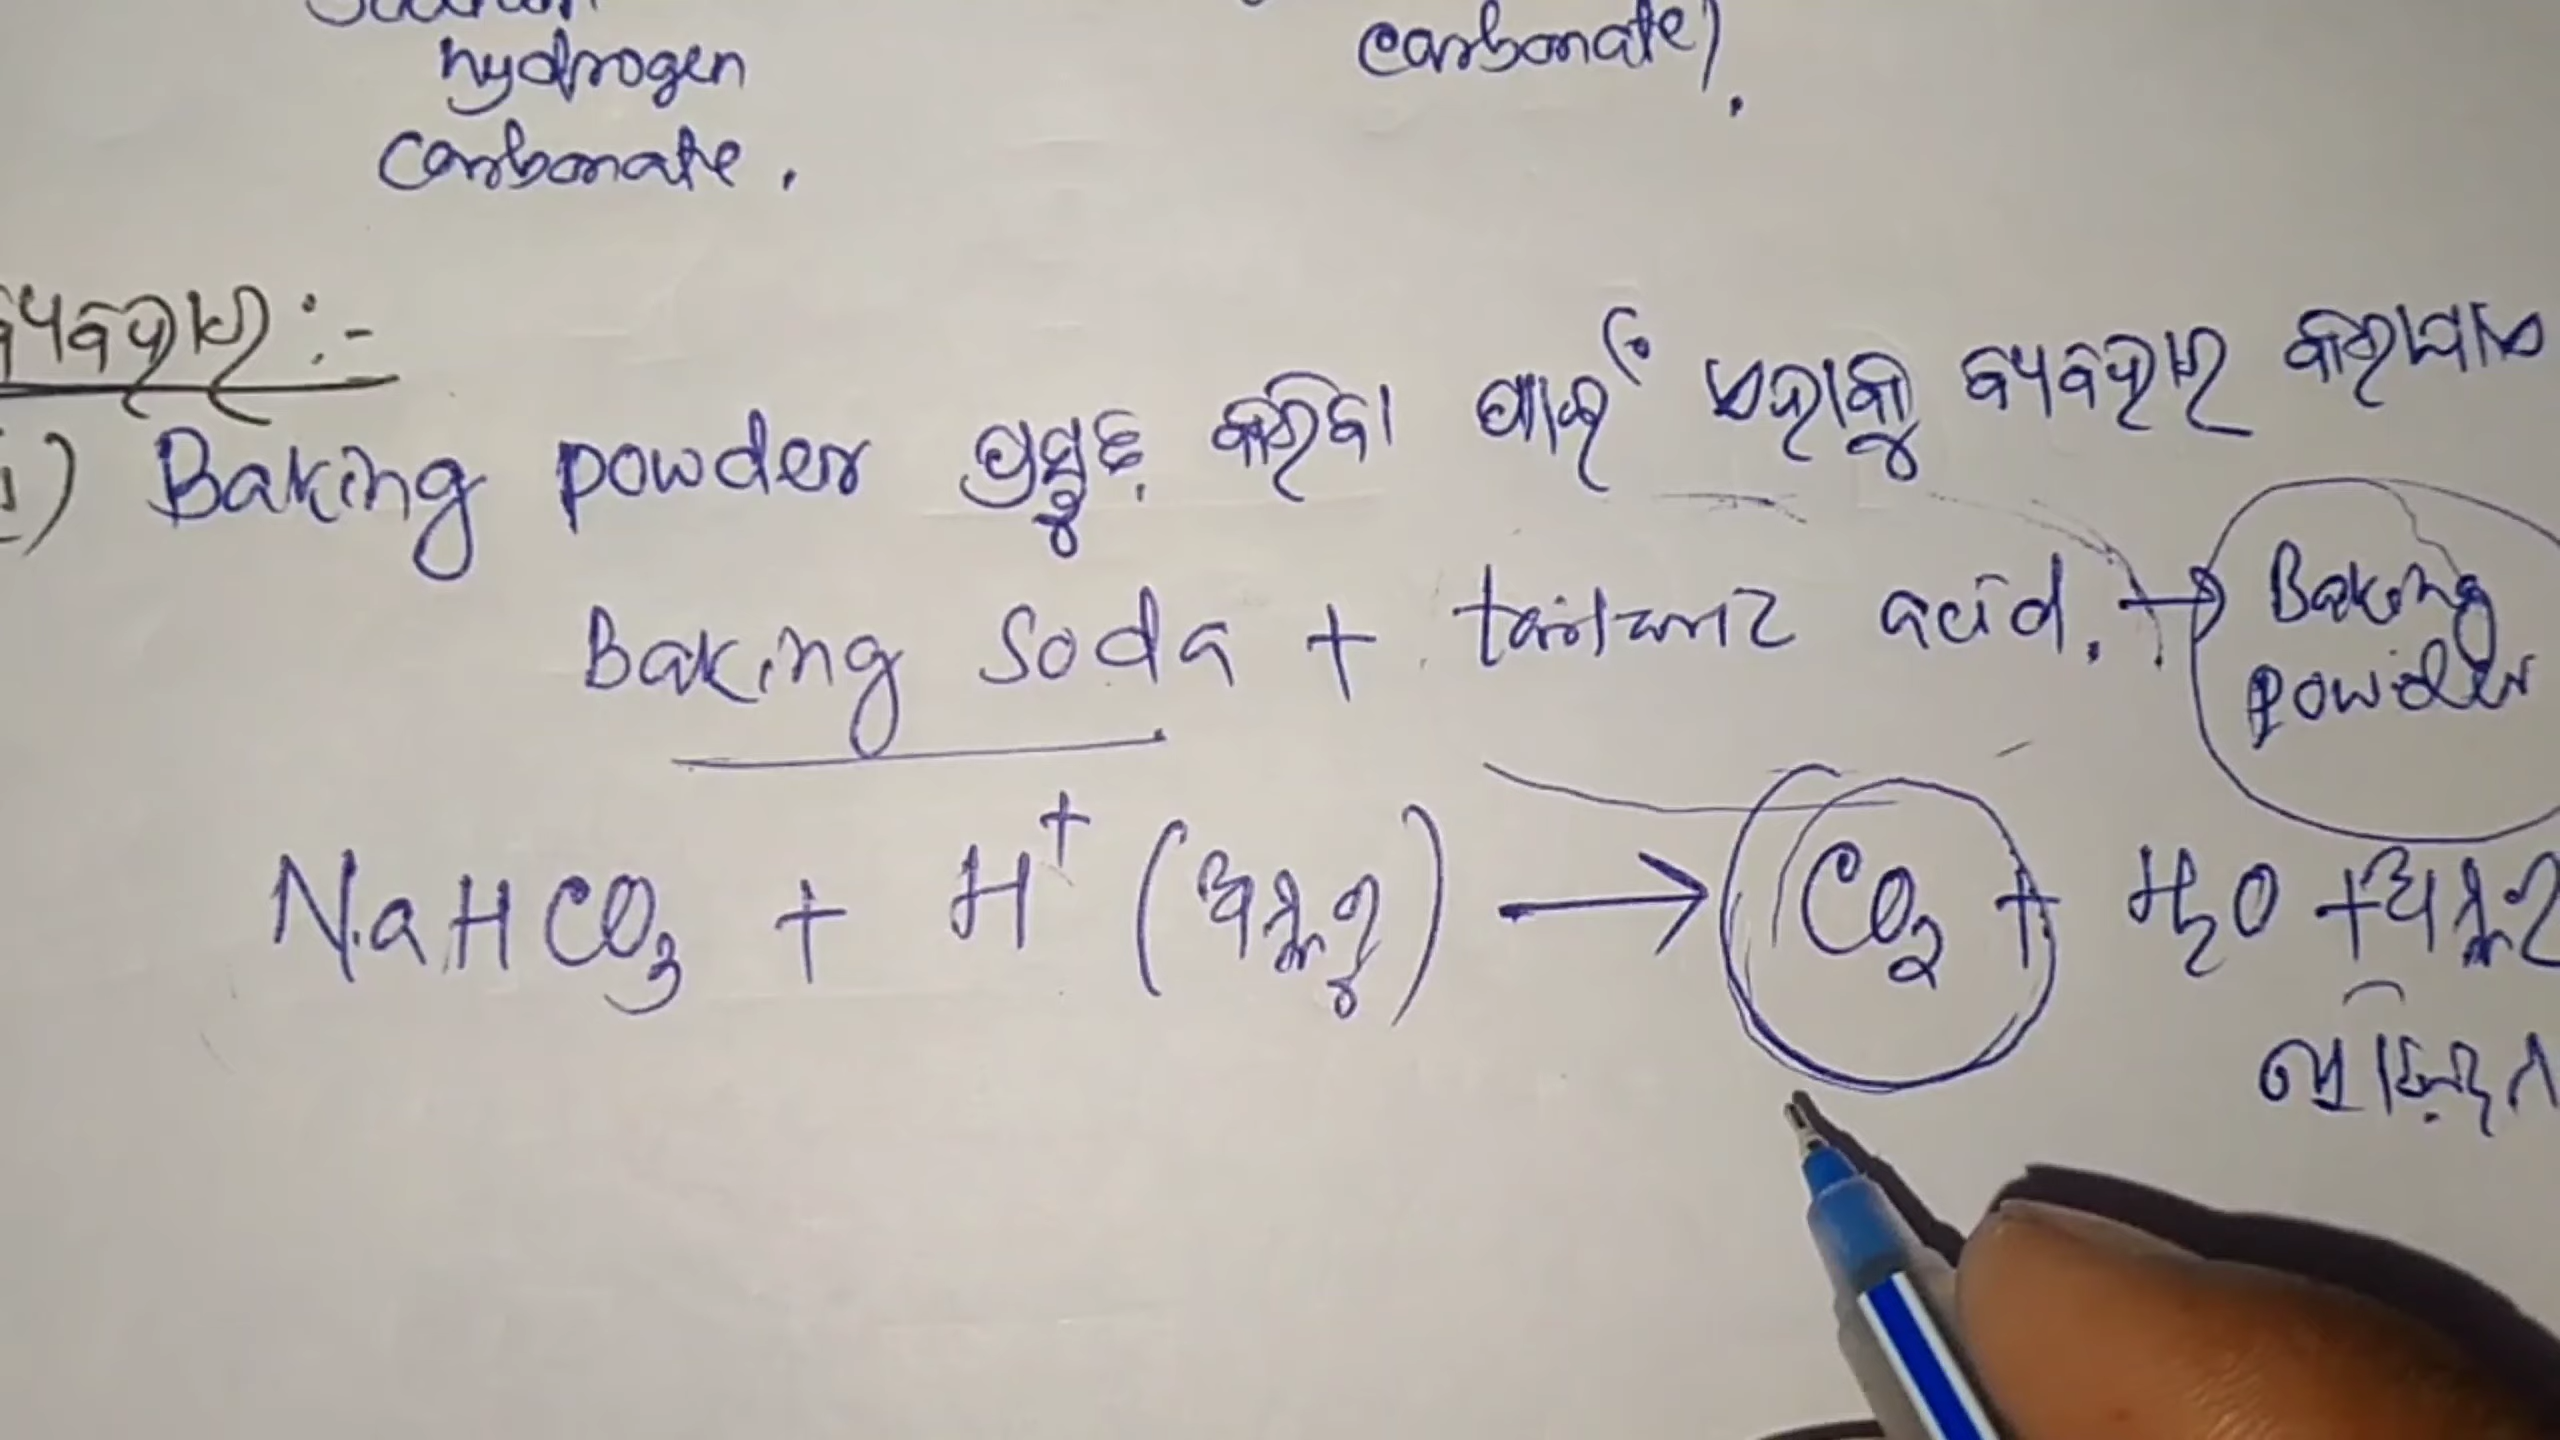 hydrogen carbonate)
carbonate.
ବ୍ୟବହାର :-
i) Baking powder ପ୍ରସ୍ତୁତ କରିବା ପାଇଁ ଏହାକୁ ବ୍ୟବହାର କରାଯାଏ
Baking Soda + tartaric acid. → Baking
powder
NaHCO₃ + H⁺ (ଅମ୍ଳରୁ) → CO₂ + H₂O + ଅମ୍ଳର